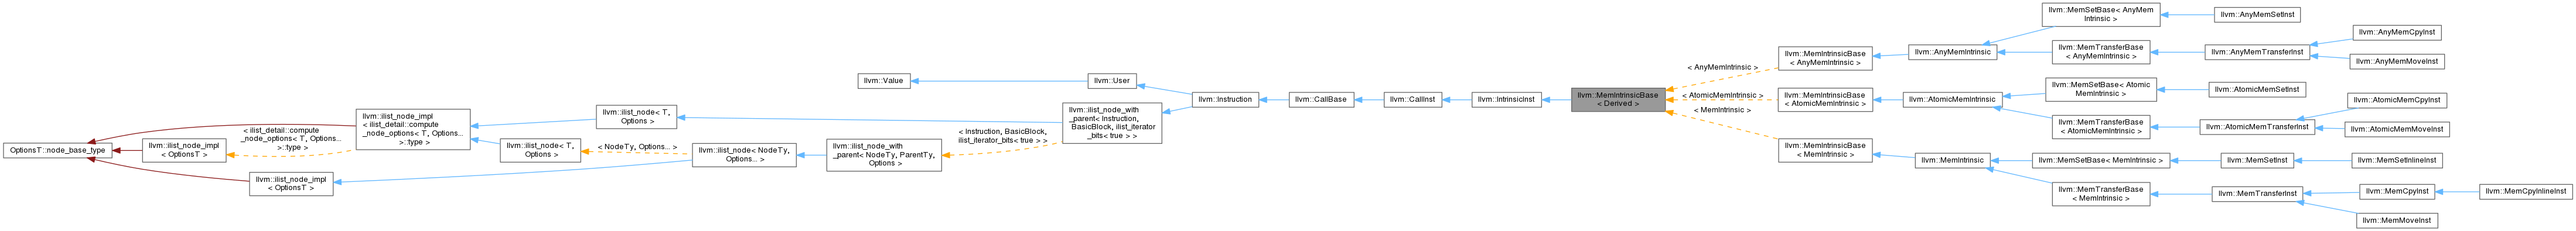 OptionsT::node_base_type
llvm::ilist_node_impl
< OptionsT >
< ilist_detail::compute
_node_options< T, Options...
>::type >
llvm::ilist_node_impl
< OptionsT >
llvm::ilist_node_impl
< ilist_detail::compute
_node_options< T, Options...
>::type >
llvm::ilist_node< T,
Options >
llvm::ilist_node< T,
Options >
< NodeTy, Options... >
llvm::ilist_node< NodeTy,
Options... >
llvm::ilist_node_with
_parent< NodeTy, ParentTy,
Options >
llvm::Value
< Instruction, BasicBlock,
ilist_iterator_bits< true > >
llvm::User
llvm::ilist_node_with
_parent< Instruction,
BasicBlock, ilist_iterator
_bits< true > >
llvm::Instruction
llvm::CallBase
llvm::CallInst
llvm::IntrinsicInst
llvm::MemIntrinsicBase
< Derived >
< AnyMemIntrinsic >
< AtomicMemIntrinsic >
< MemIntrinsic >
llvm::MemIntrinsicBase
< AnyMemIntrinsic >
llvm::MemIntrinsicBase
< AtomicMemIntrinsic >
llvm::MemIntrinsicBase
< MemIntrinsic >
llvm::AnyMemIntrinsic
llvm::AtomicMemIntrinsic
llvm::MemIntrinsic
llvm::MemSetBase< AnyMem
Intrinsic >
llvm::MemTransferBase
< AnyMemIntrinsic >
llvm::MemSetBase< Atomic
MemIntrinsic >
llvm::MemTransferBase
< AtomicMemIntrinsic >
llvm::MemSetBase< MemIntrinsic >
llvm::MemTransferBase
< MemIntrinsic >
llvm::AnyMemSetInst
llvm::AnyMemTransferInst
llvm::AtomicMemSetInst
llvm::AtomicMemTransferInst
llvm::MemSetInst
llvm::MemTransferInst
llvm::AnyMemCpyInst
llvm::AnyMemMoveInst
llvm::AtomicMemCpyInst
llvm::AtomicMemMoveInst
llvm::MemSetInlineInst
llvm::MemCpyInst
llvm::MemMoveInst
llvm::MemCpyInlineInst